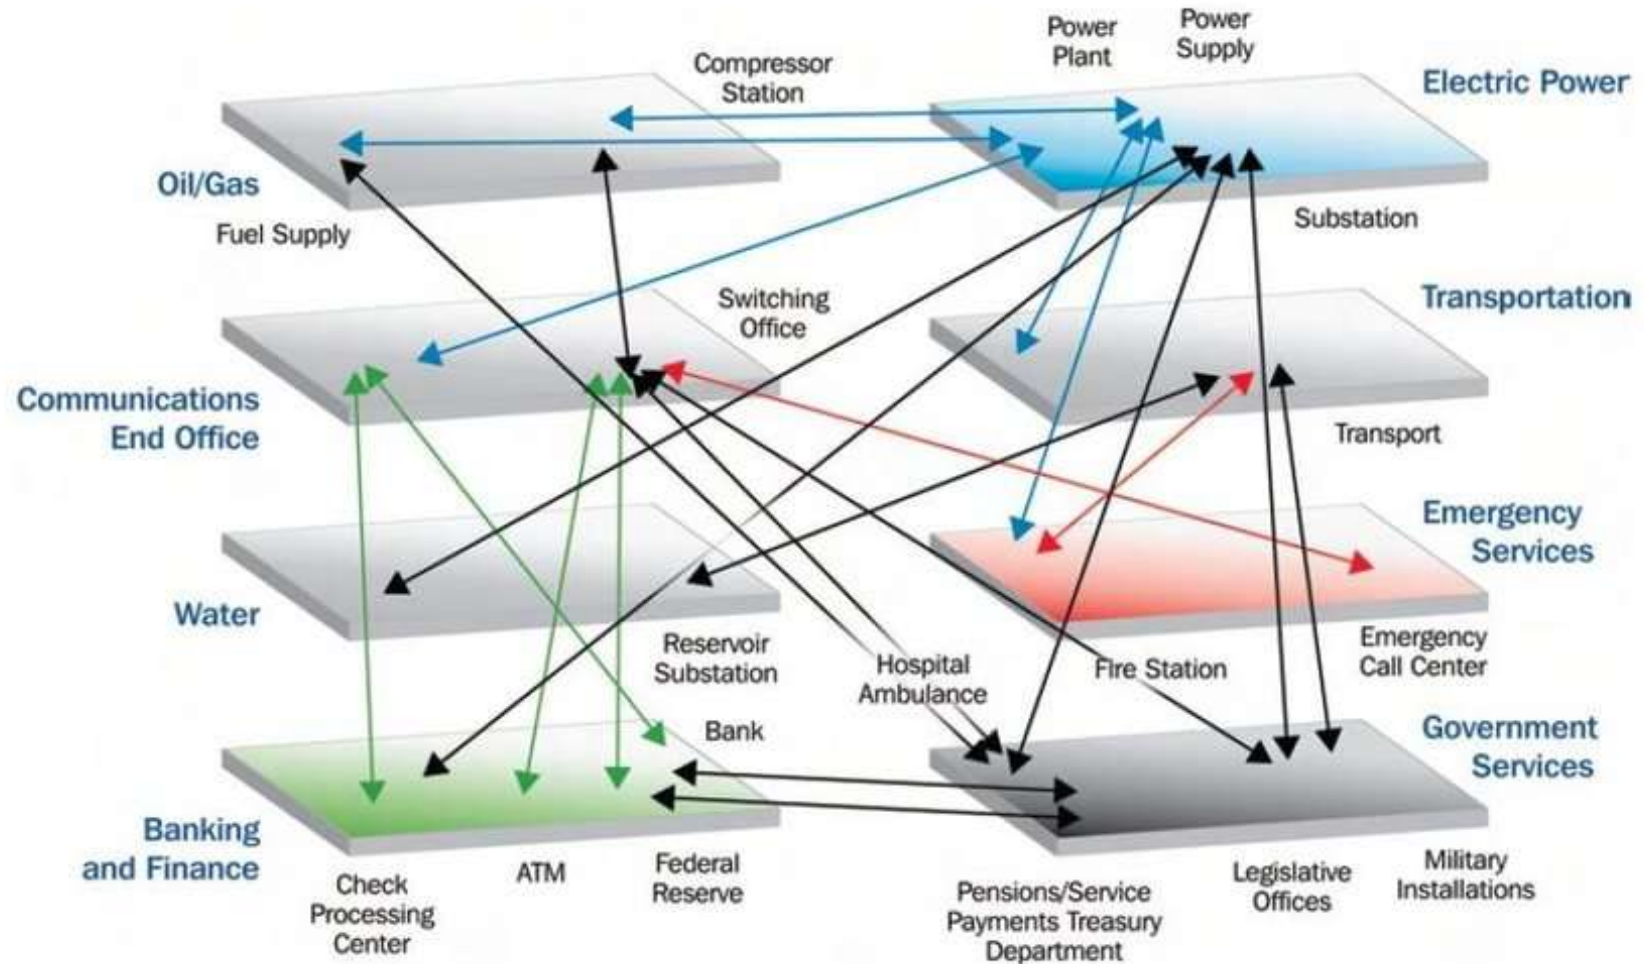 Power
Plant
Power
Supply
Compressor
Station
Electric Power
Oil/Gas
Fuel Supply
Substation
Switching
Office
Transportation
Communications
End Office
Transport
Emergency
Services
Water
Reservoir
Substation
Hospital
Ambulance
Fire Station
Emergency
Call Center
Bank
Government
Services
Banking
and Finance
Check
Processing
Center
ATM
Federal
Reserve
Pensions/Service
Payments Treasury
Department
Legislative
Offices
Military
Installations